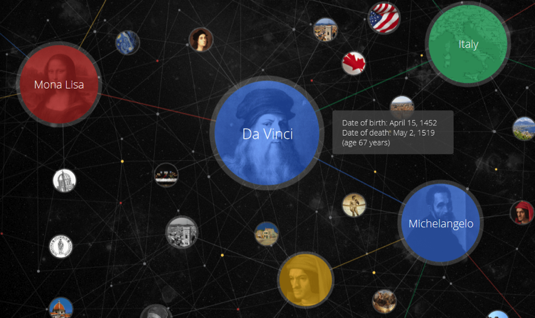 Italy
Mona Lisa
Da Vinci
Date of birth: April 15, 1452
Date of death: May 2, 1519
(age 67 years)
Michelangelo